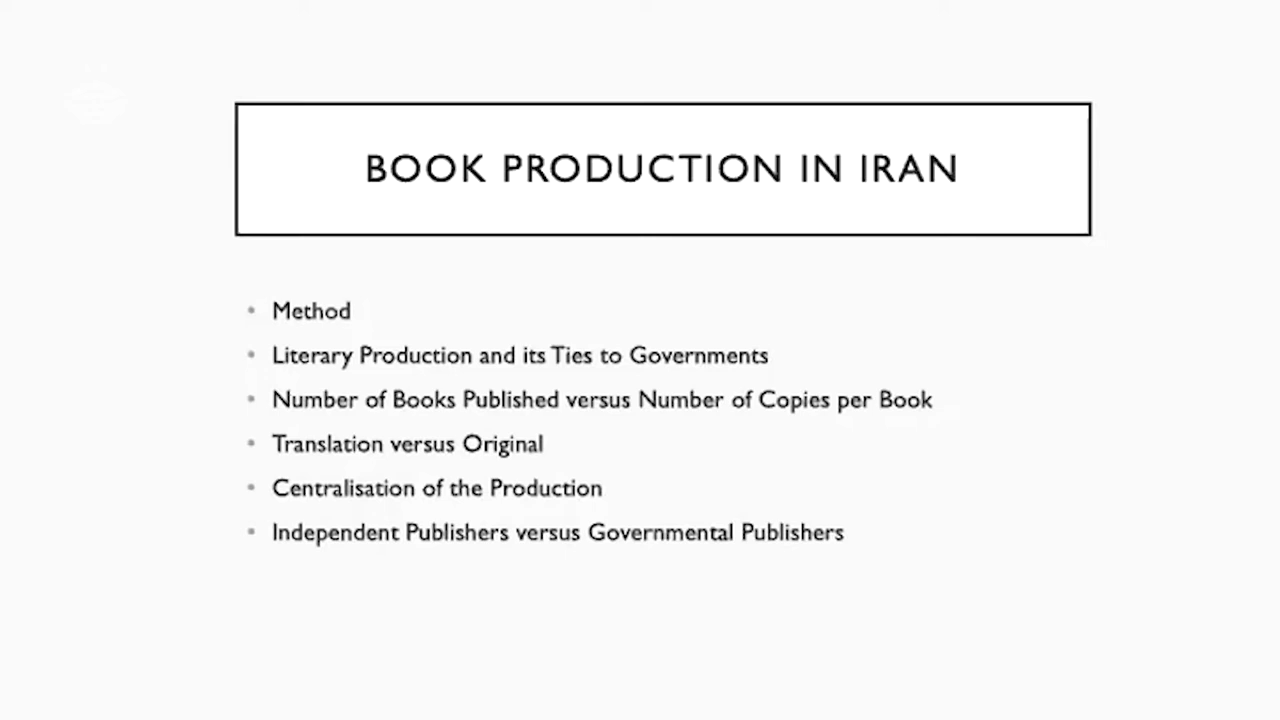 BOOK PRODUCTION IN IRAN
• Method
• Literary Production and its Ties to Governments
• Number of Books Published versus Number of Copies per Book
• Translation versus Original
• Centralisation of the Production
• Independent Publishers versus Governmental Publishers